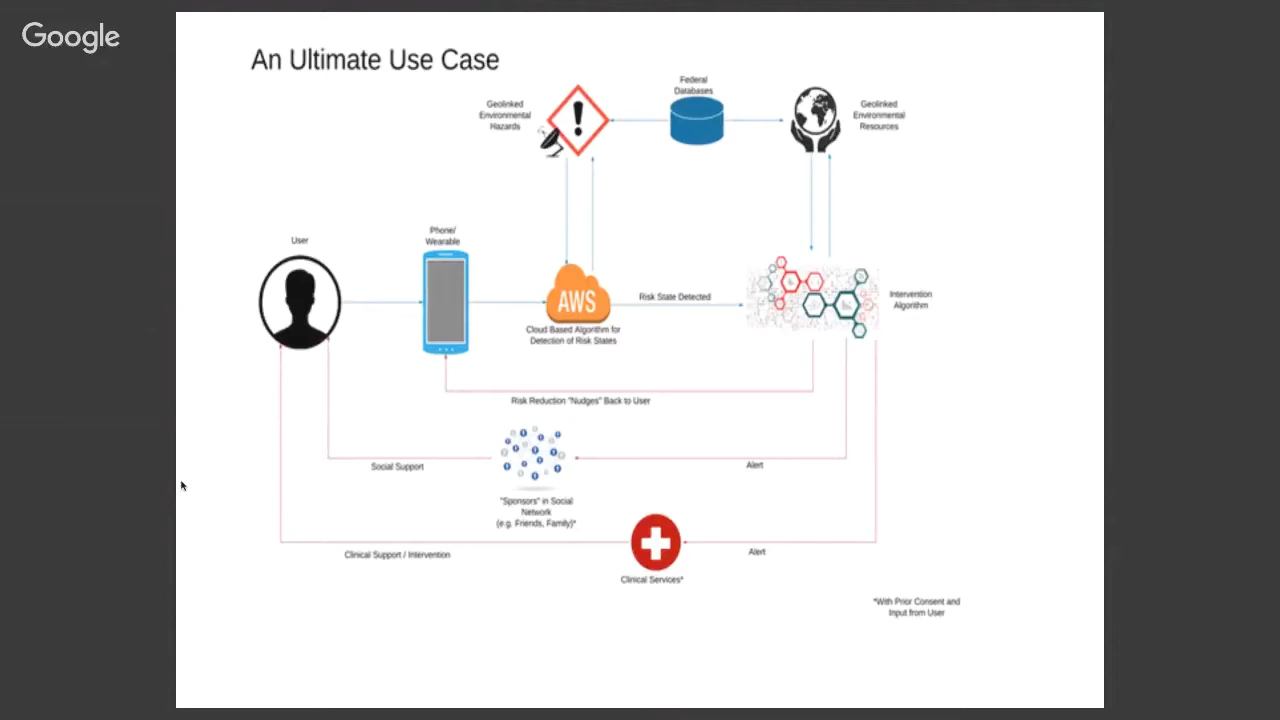 Google
An Ultimate Use Case
Federal
Databases
Geolinked
Environmental
Hazards
!
Geolinked
Environmental
Resources
User
Phone/
Wearable
AWS
Risk State Detected
Intervention
Algorithm
Cloud Based Algorithm for
Detection of Risk States
Risk Reduction "Nudges" Back to User
Social Support
Alert
"Sponsors" in Social
Network
(e.g. Friends, Family)*
Clinical Support / Intervention
Alert
Clinical Services*
*With Prior Consent and
Input from User